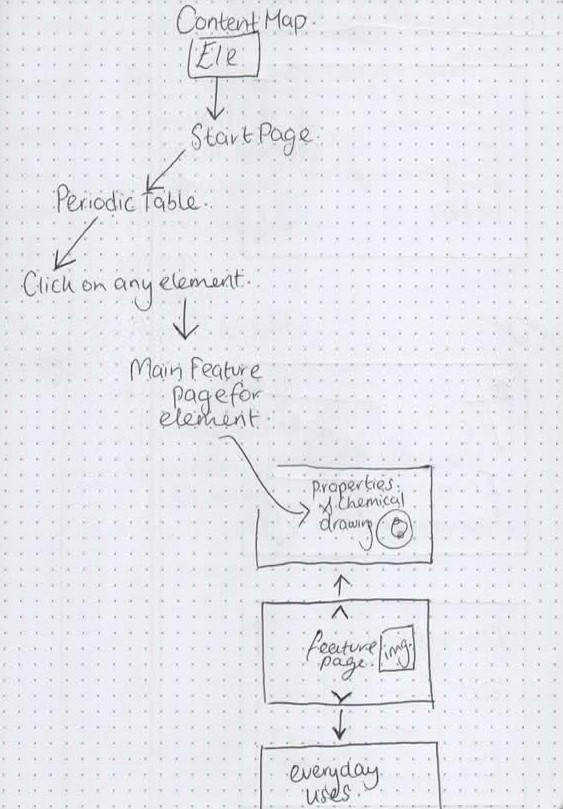 Content Map.
Ele
Start Page.
Periodic Table.
Click on any element.
Main Feature
page for
element.
properties.
& chemical
drawing
feature
page.
img.
everyday
uses.